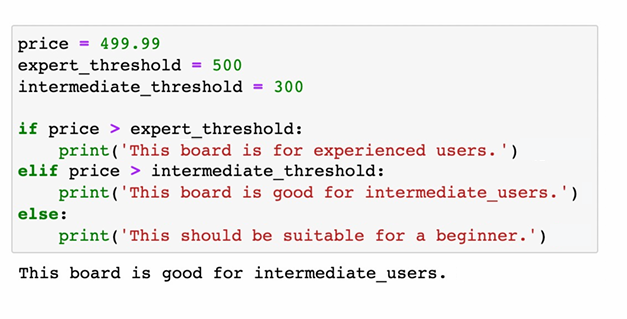 price = 499.99
expert_threshold = 500
intermediate_threshold = 300
if price > expert_threshold:
    print('This board is for experienced users.')
elif price > intermediate_threshold:
    print('This board is good for intermediate_users.')
else:
    print('This should be suitable for a beginner.')
This board is good for intermediate_users.